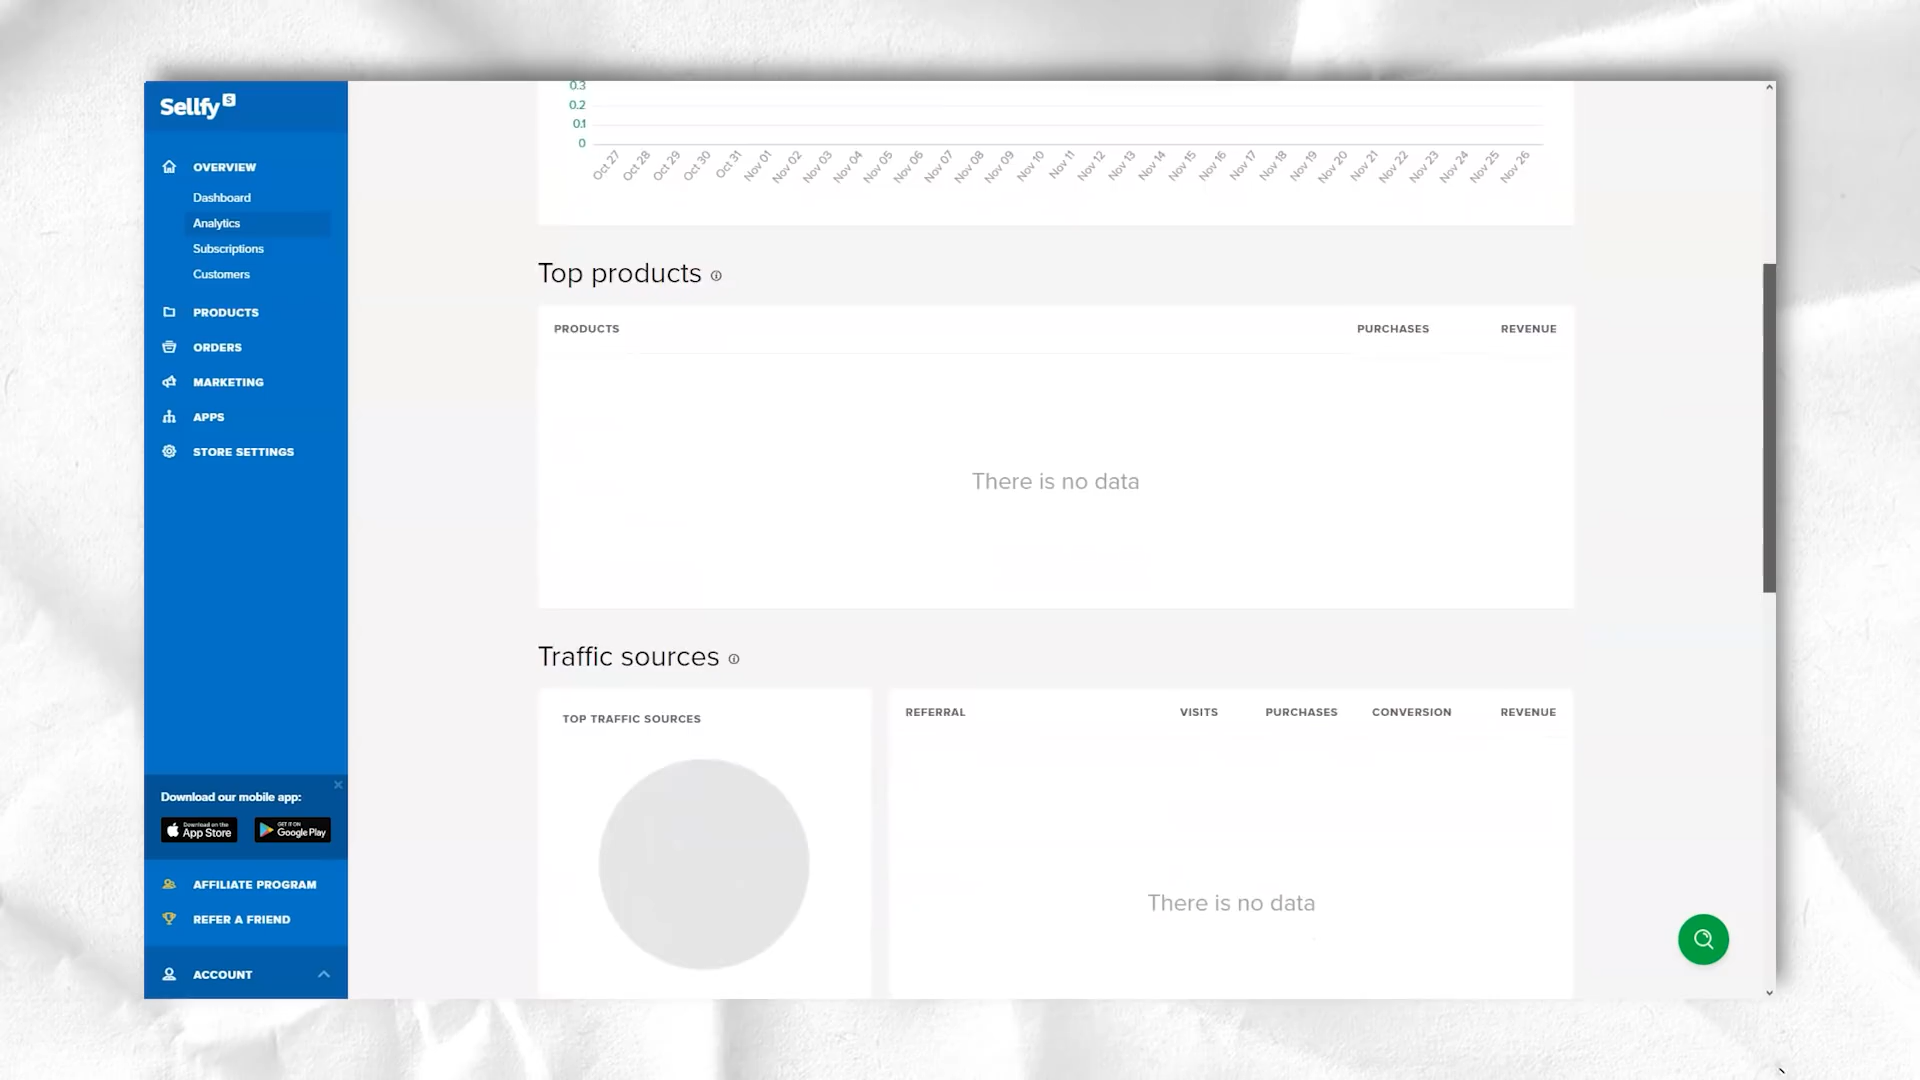 Sellfy S
OVERVIEW
Dashboard
Analytics
Subscriptions
Customers
PRODUCTS
ORDERS
MARKETING
APPS
STORE SETTINGS
Download our mobile app:
Download on the App Store
GET IT ON Google Play
AFFILIATE PROGRAM
REFER A FRIEND
ACCOUNT
0.3
0.2
0.1
0
Oct 27 Oct 28 Oct 29 Oct 30 Oct 31 Nov 01 Nov 02 Nov 03 Nov 04 Nov 05 Nov 06 Nov 07 Nov 08 Nov 09 Nov 10 Nov 11 Nov 12 Nov 13 Nov 14 Nov 15 Nov 16 Nov 17 Nov 18 Nov 19 Nov 20 Nov 21 Nov 22 Nov 23 Nov 24 Nov 25 Nov 26
Top products
PRODUCTS PURCHASES REVENUE
There is no data
Traffic sources
TOP TRAFFIC SOURCES
REFERRAL VISITS PURCHASES CONVERSION REVENUE
There is no data